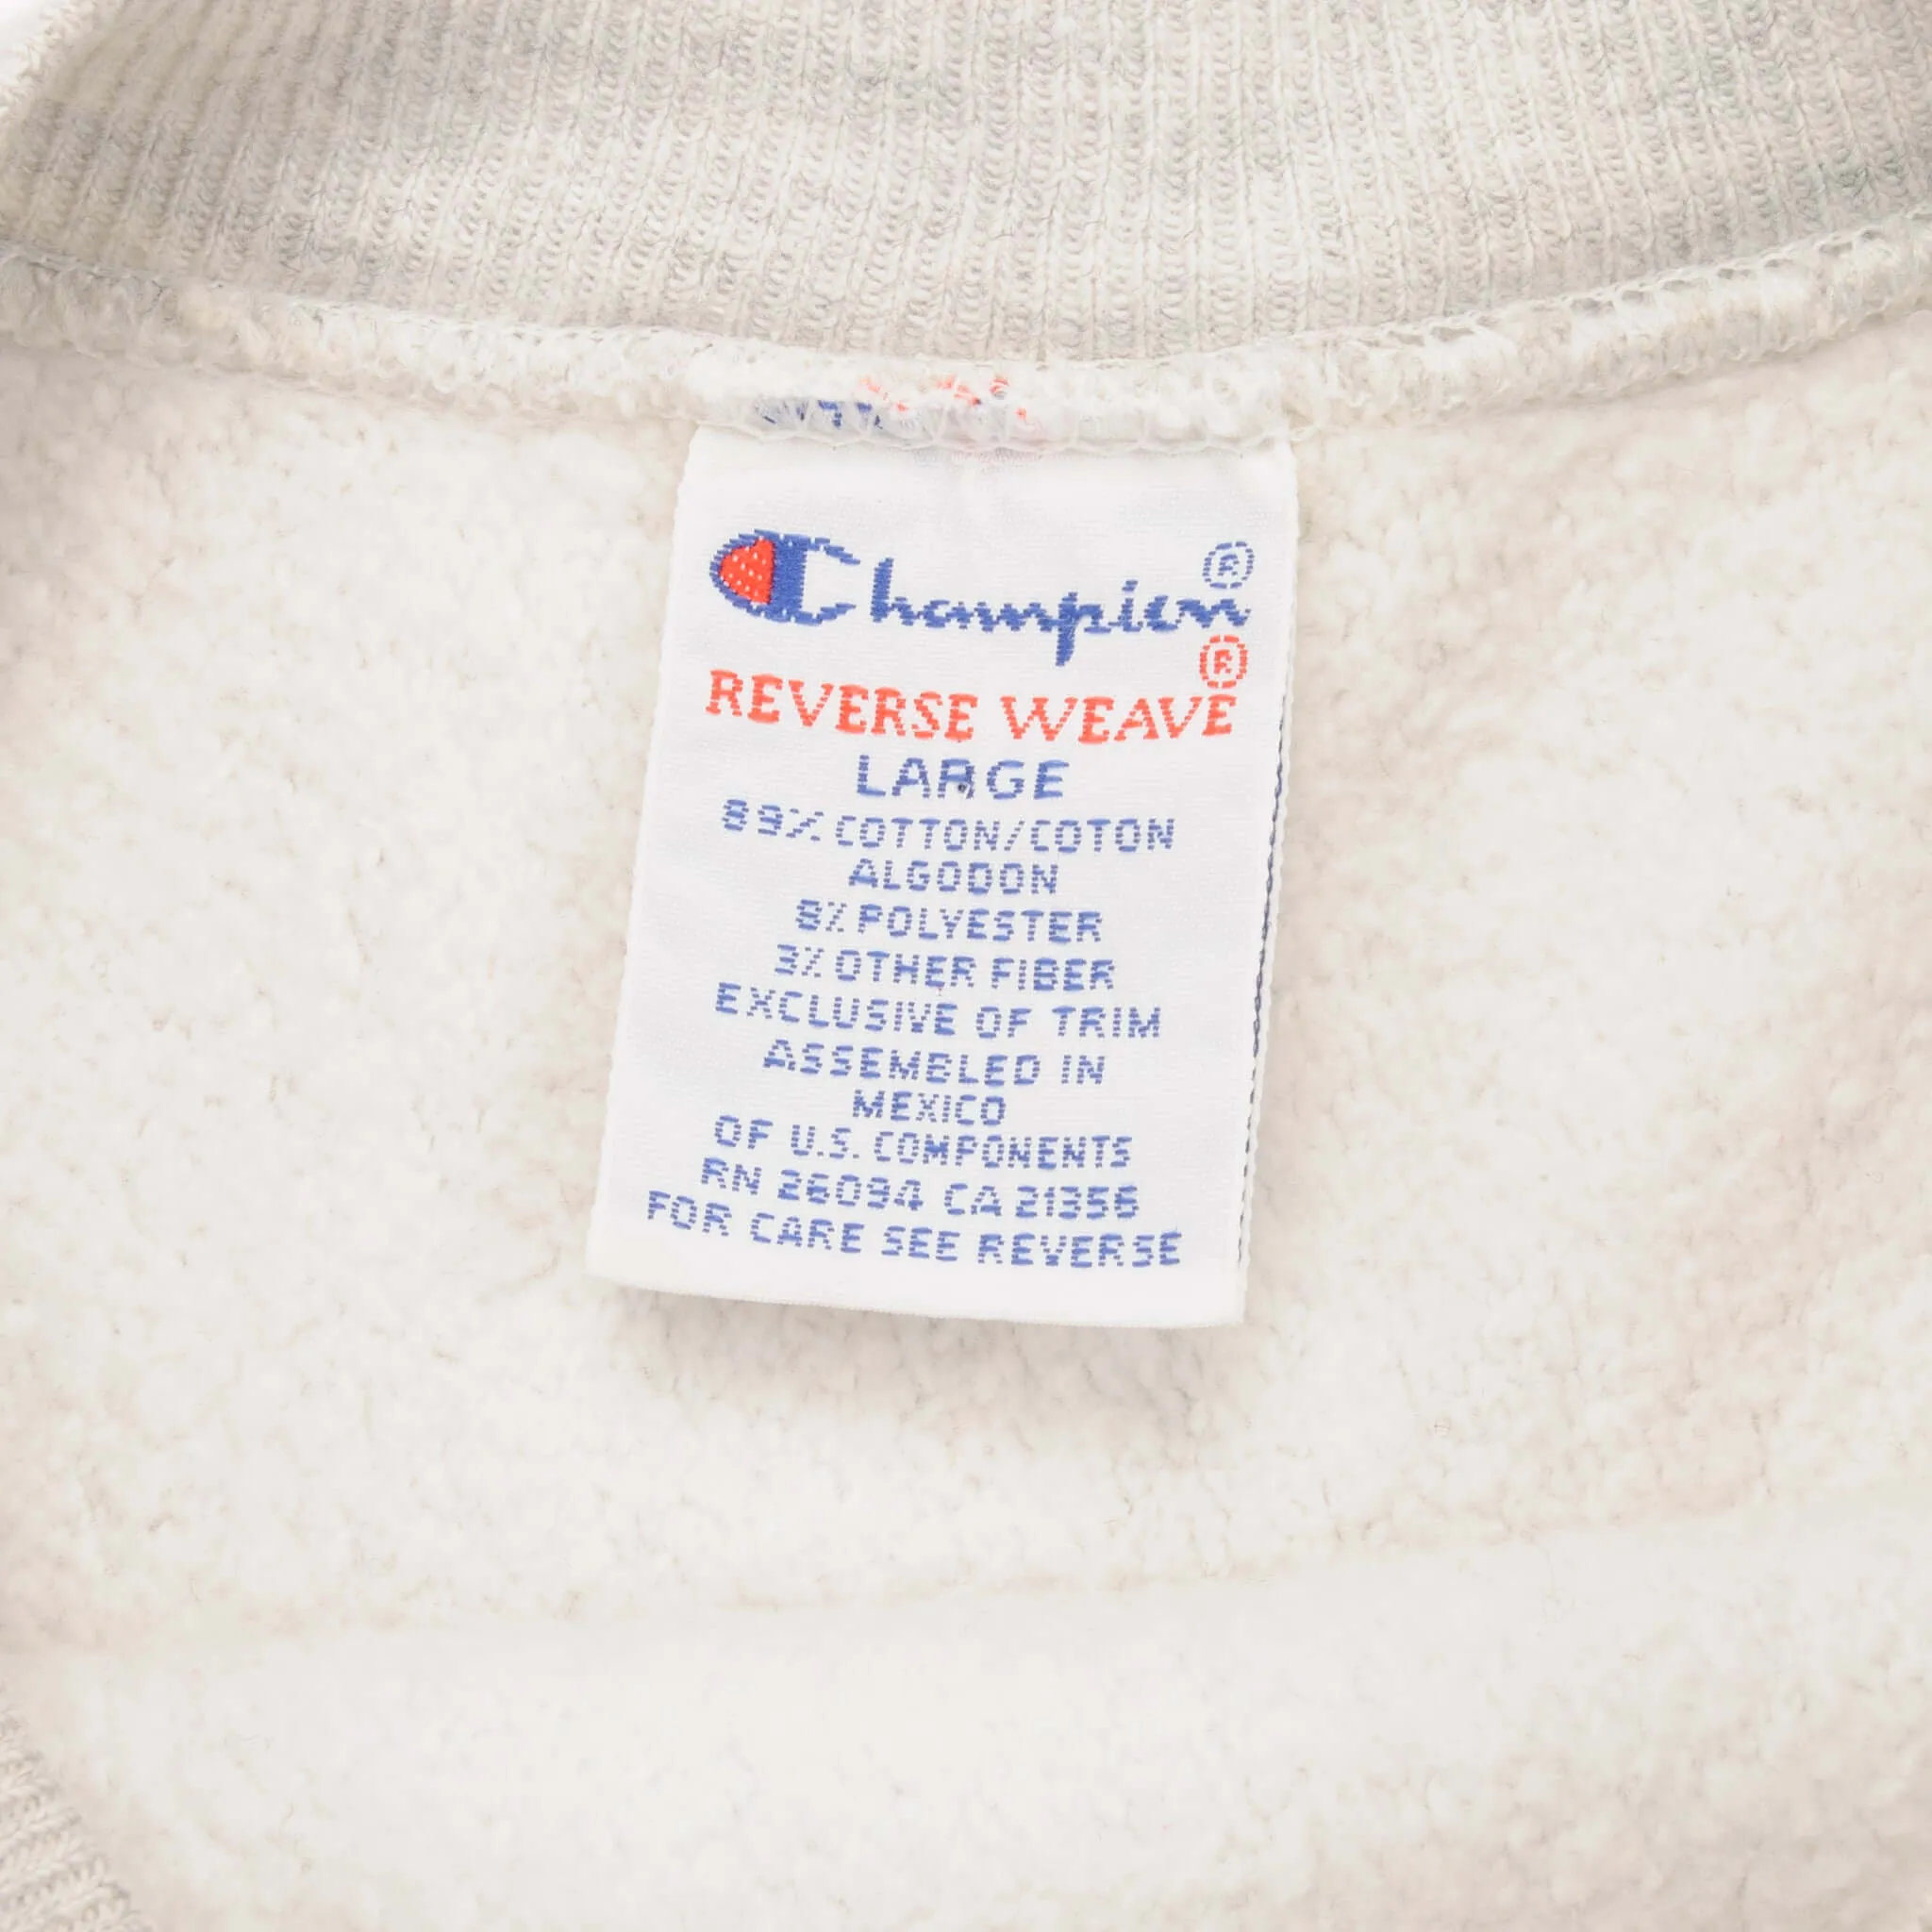 Champion®
REVERSE WEAVE®
LARGE
89% COTTON/COTON
ALGODON
8% POLYESTER
3% OTHER FIBER
EXCLUSIVE OF TRIM
ASSEMBLED IN
MEXICO
OF U.S. COMPONENTS
RN 26094 CA 21356
FOR CARE SEE REVERSE